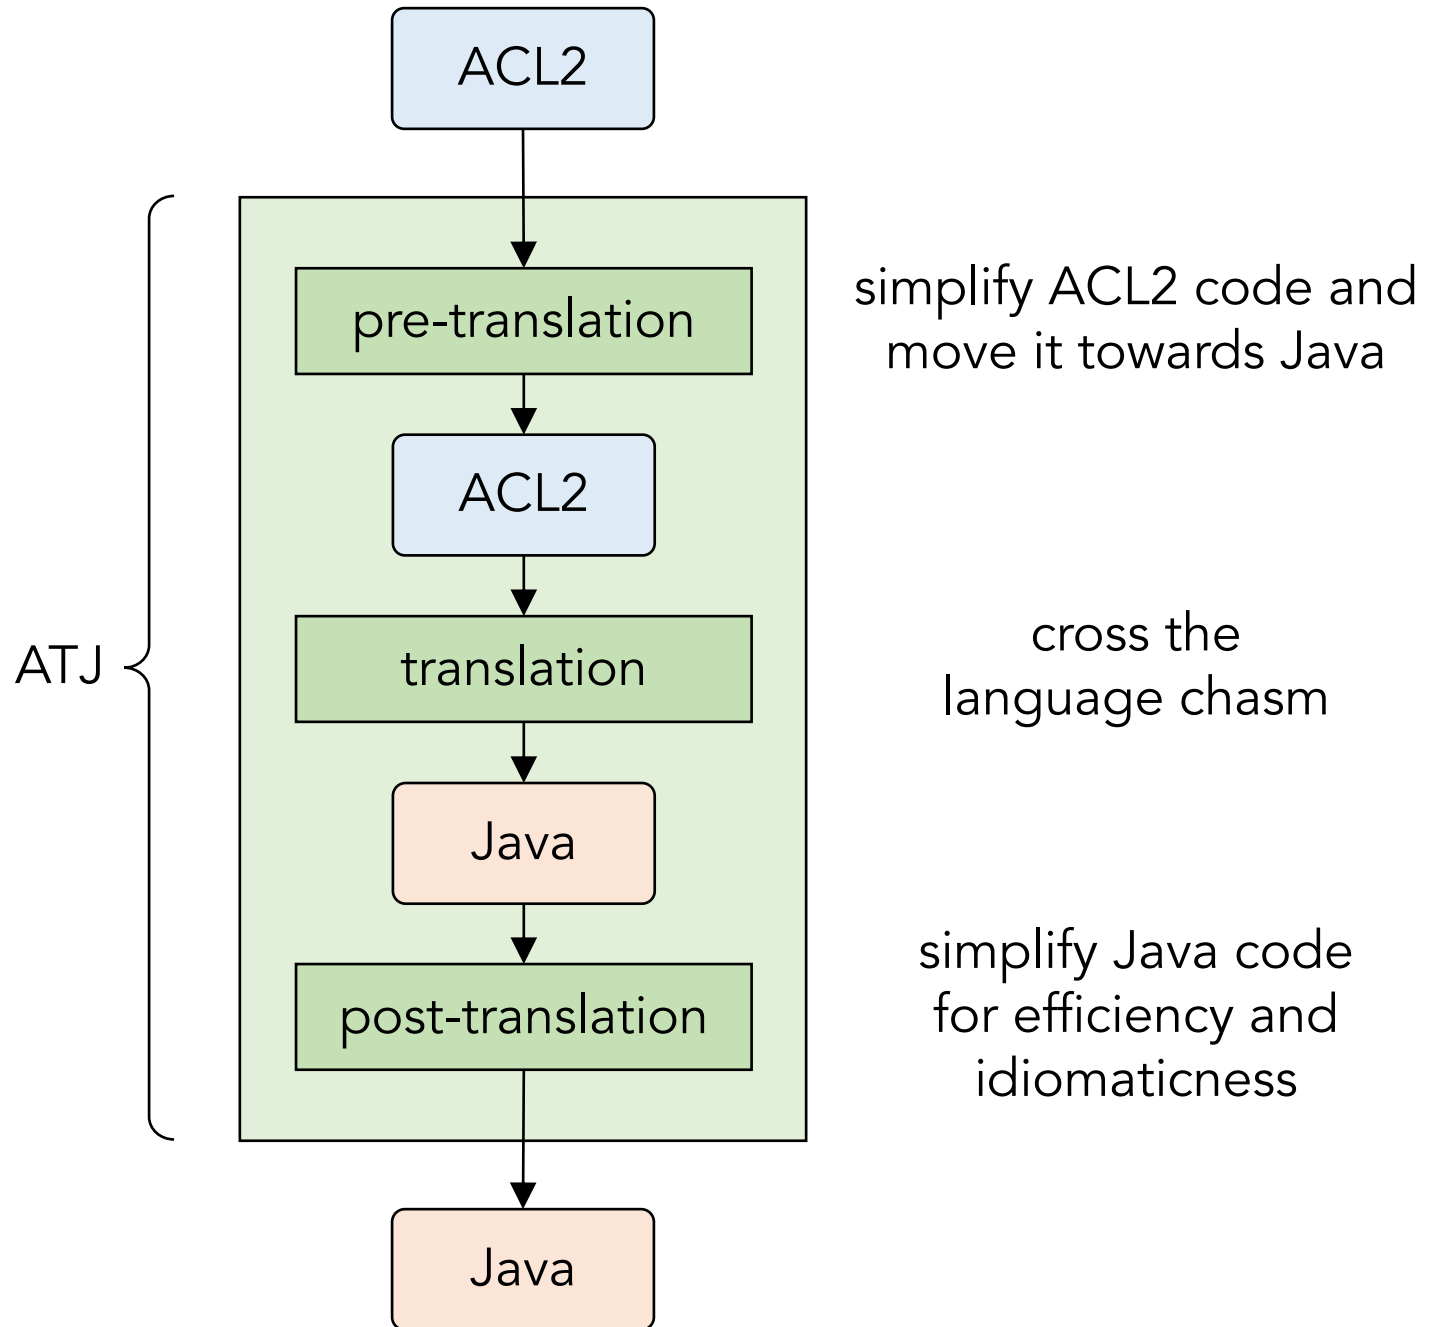 ACL2
pre-translation
simplify ACL2 code and
move it towards Java
ACL2
ATJ
translation
cross the
language chasm
Java
post-translation
simplify Java code
for efficiency and
idiomaticness
Java